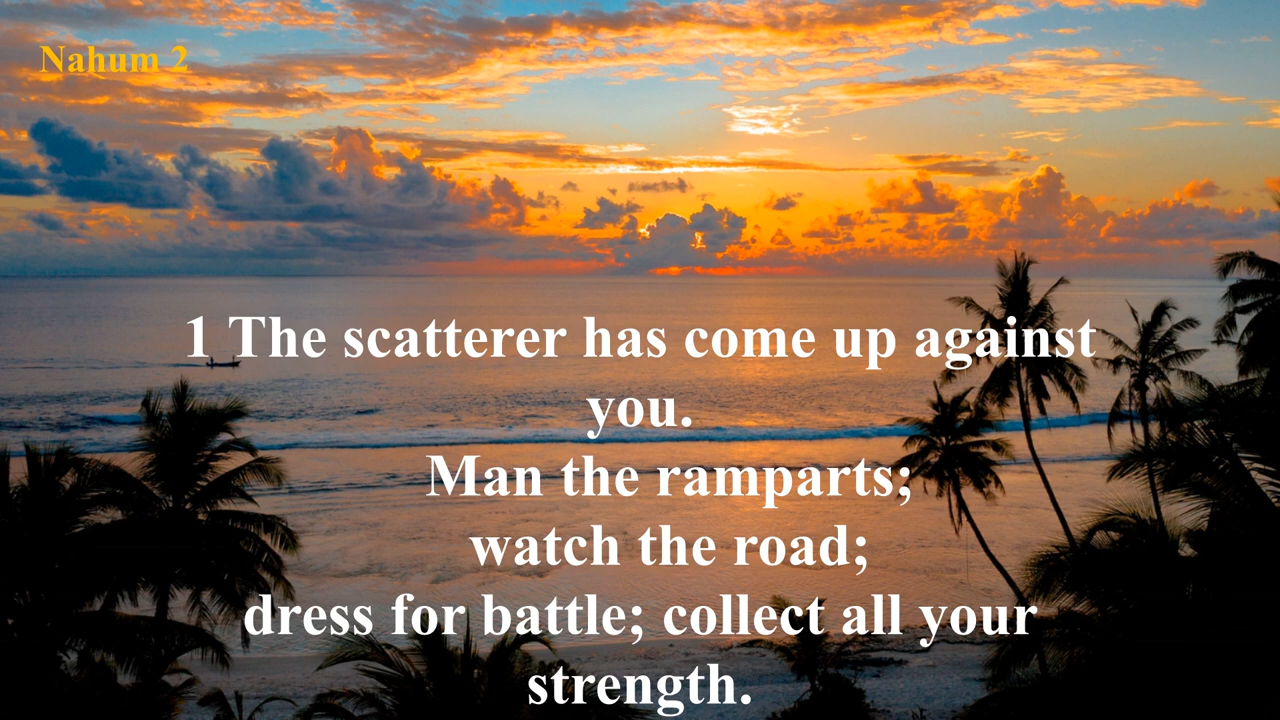 Nahum 2
1 The scatterer has come up against
you.
Man the ramparts;
watch the road;
dress for battle; collect all your
strength.